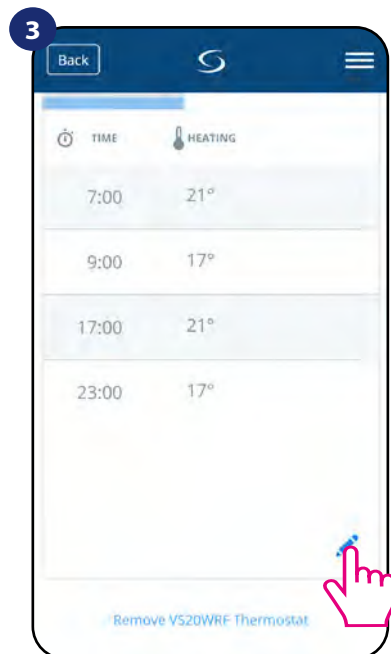 3
Back
TIME HEATING
7:00 21°
9:00 17°
17:00 21°
23:00 17°
Remove VS20WRF Thermostat